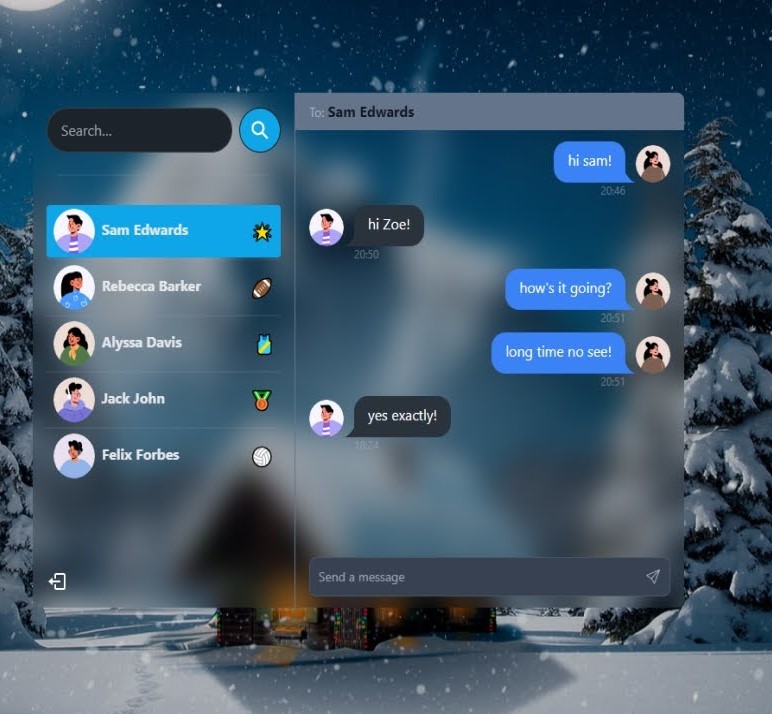 Search...
Sam Edwards
Rebecca Barker
Alyssa Davis
Jack John
Felix Forbes
To: Sam Edwards
hi sam!
20:46
hi Zoe!
20:50
how's it going?
20:51
long time no see!
20:51
yes exactly!
18:24
Send a message